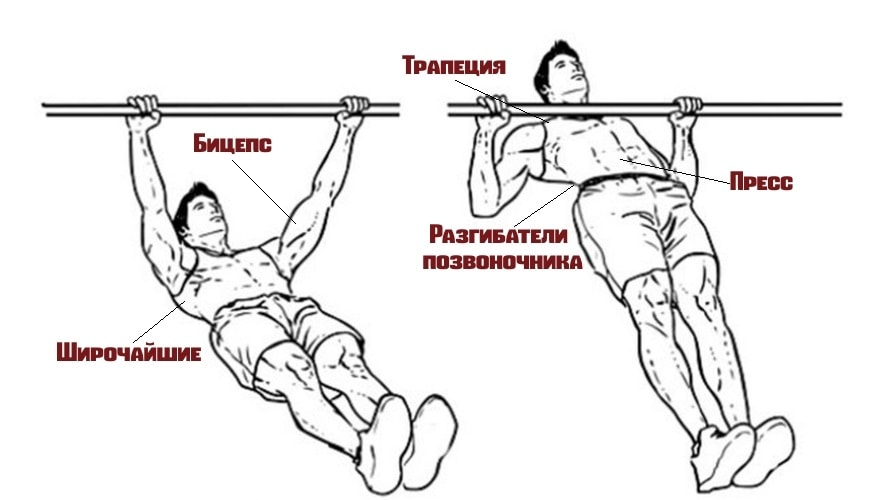 Трапеция
Бицепс
Пресс
Разгибатели
позвоночника
Широчайшие